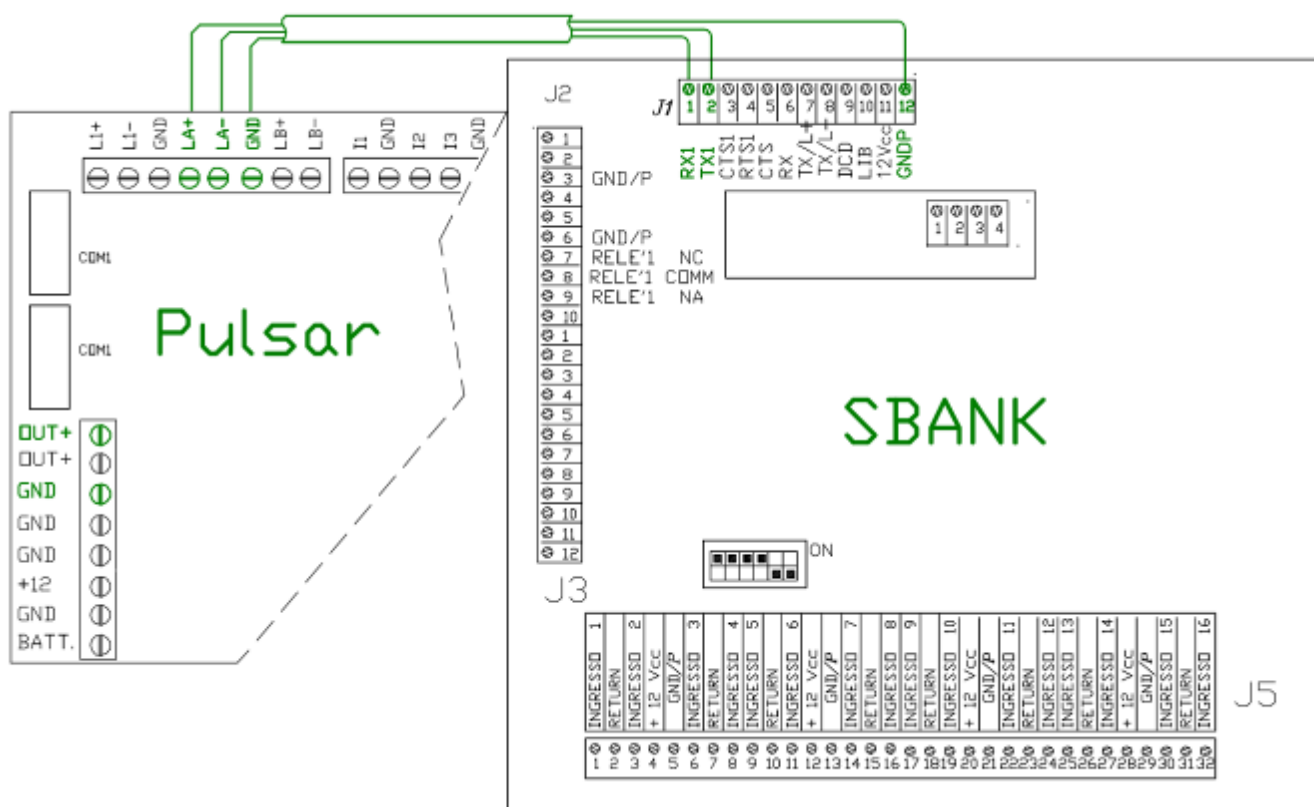 J2
J1
1 2 3 4 5 6 7 8 9 10 11 12
RX1 TX1 CTS1 RTS1 CTS RX TX/L+ TX/L- DCD LIB 12Vcc GNDP
L1+ L1- GND LA+ LA- GND LB+ LB- I1 GND I2 I3 GND
1
2
3 GND/P
4
5
6 GND/P
7 RELE'1 NC
8 RELE'1 COMM
9 RELE'1 NA
10
1
2
3
4
5
6
7
8
9
10
11
12
J3
1 2 3 4
COM1
COM1
Pulsar
SBANK
OUT+
OUT+
GND
GND
GND
+12
GND
BATT.
ON
INGRESSO 1
RETURN
INGRESSO 2
+ 12 Vcc
GND/P
INGRESSO 3
RETURN
INGRESSO 4
INGRESSO 5
RETURN
INGRESSO 6
+ 12 Vcc
GND/P
INGRESSO 7
RETURN
INGRESSO 8
INGRESSO 9
RETURN
INGRESSO 10
+ 12 Vcc
GND/P
INGRESSO 11
RETURN
INGRESSO 12
INGRESSO 13
RETURN
INGRESSO 14
+ 12 Vcc
GND/P
INGRESSO 15
RETURN
INGRESSO 16
J5
1 2 3 4 5 6 7 8 9 10 11 12 13 14 15 16 17 18 19 20 21 22 23 24 25 26 27 28 29 30 31 32